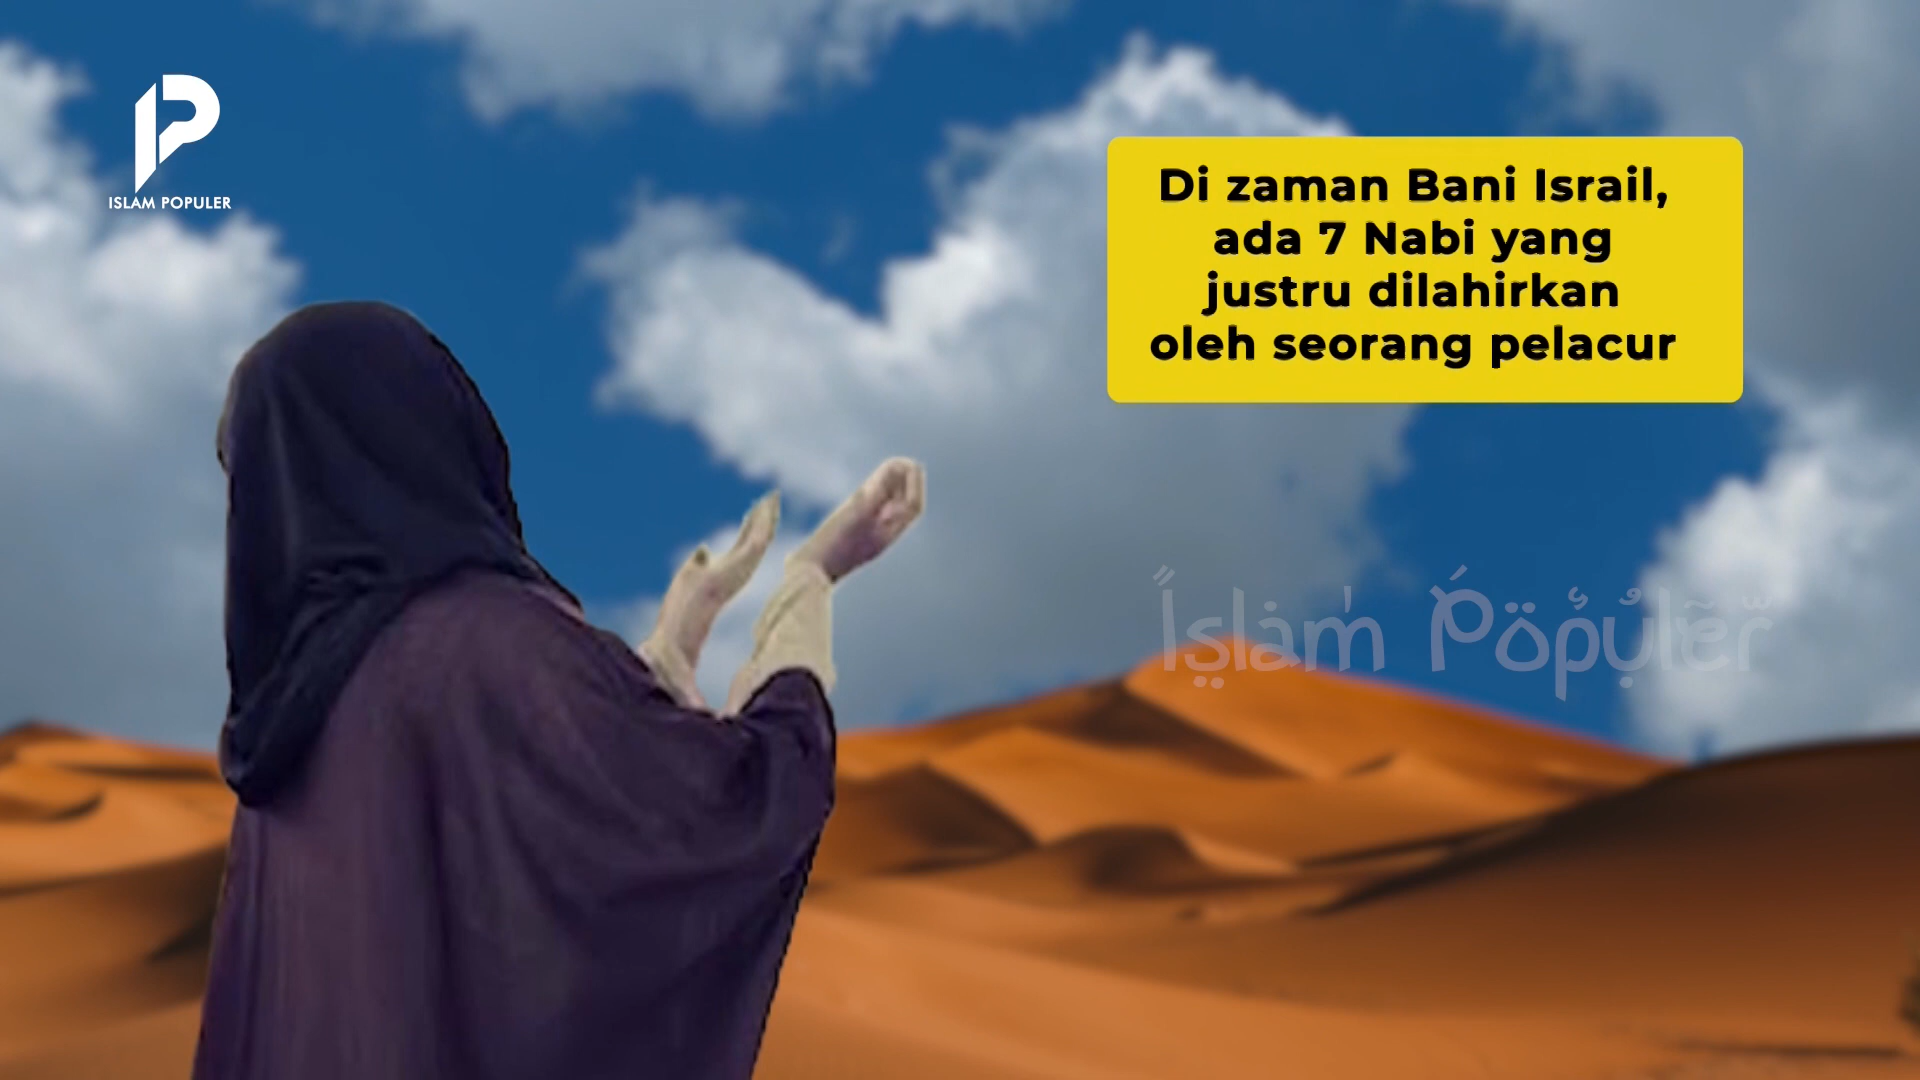 ISLAM POPULER
Di zaman Bani Israil,
ada 7 Nabi yang
justru dilahirkan
oleh seorang pelacur
Islam Populer